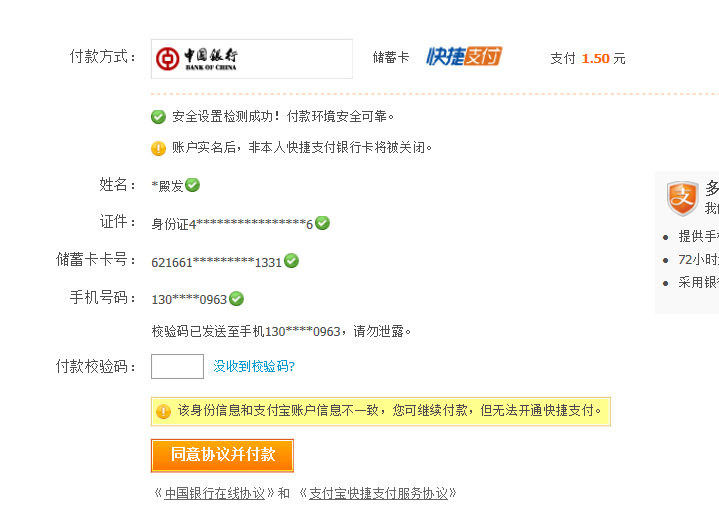 付款方式： 中国银行 BANK OF CHINA 储蓄卡 快捷支付 支付 1.50 元
安全设置检测成功！付款环境安全可靠。
账户实名后，非本人快捷支付银行卡将被关闭。
姓名： *殿发
证件： 身份证4****************6
储蓄卡卡号： 621661*********1331
手机号码： 130****0963
校验码已发送至手机130****0963，请勿泄露。
付款校验码： 没收到校验码?
该身份信息和支付宝账户信息不一致，您可继续付款，但无法开通快捷支付。
同意协议并付款
《中国银行在线协议》和 《支付宝快捷支付服务协议》
支
多
我
提供手
72小时
采用银